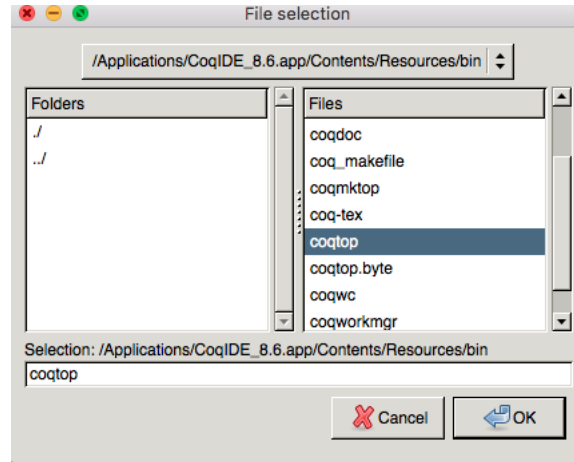 File selection
/Applications/CoqIDE_8.6.app/Contents/Resources/bin
Folders
./
../
Files
coqdoc
coq_makefile
coqmktop
coq-tex
coqtop
coqtop.byte
coqwc
coqworkmgr
Selection: /Applications/CoqIDE_8.6.app/Contents/Resources/bin
coqtop
Cancel
OK